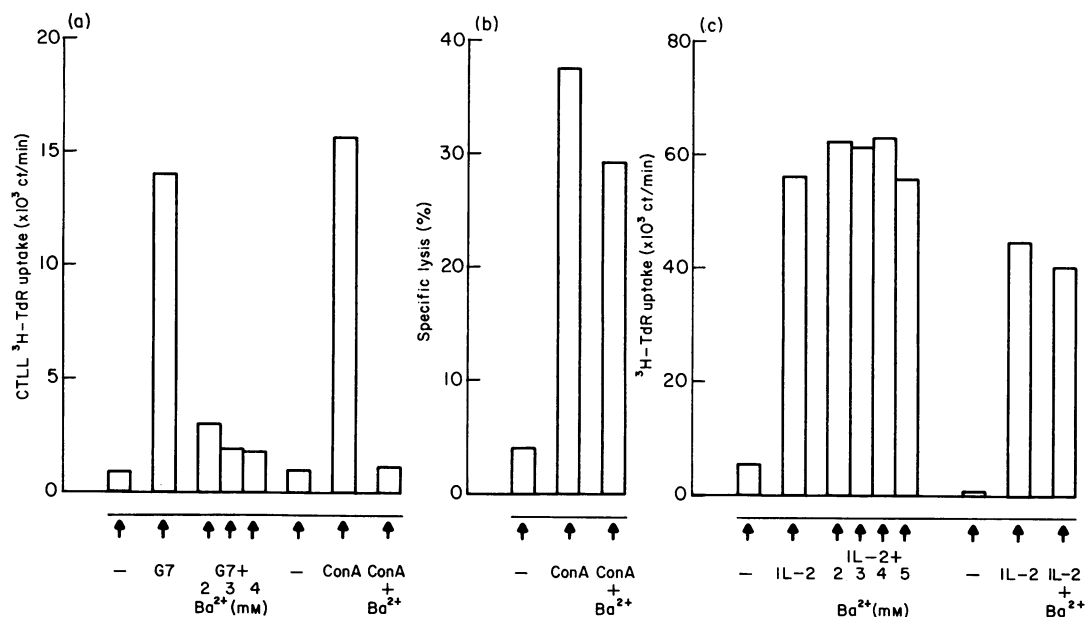 (a)
CTLL ³H-TdR uptake (x10³ ct/min)
20
15
10
5
0
– G7 G7+ – ConA ConA
2 3 4 +
Ba²⁺(mM) Ba²⁺
(b)
Specific lysis (%)
40
30
20
10
0
– ConA ConA
+
Ba²⁺
(c)
³H-TdR uptake (x10³ ct/min)
80
60
40
20
0
IL-2+
– IL-2 2 3 4 5 – IL-2 IL-2
+
Ba²⁺(mM) Ba²⁺